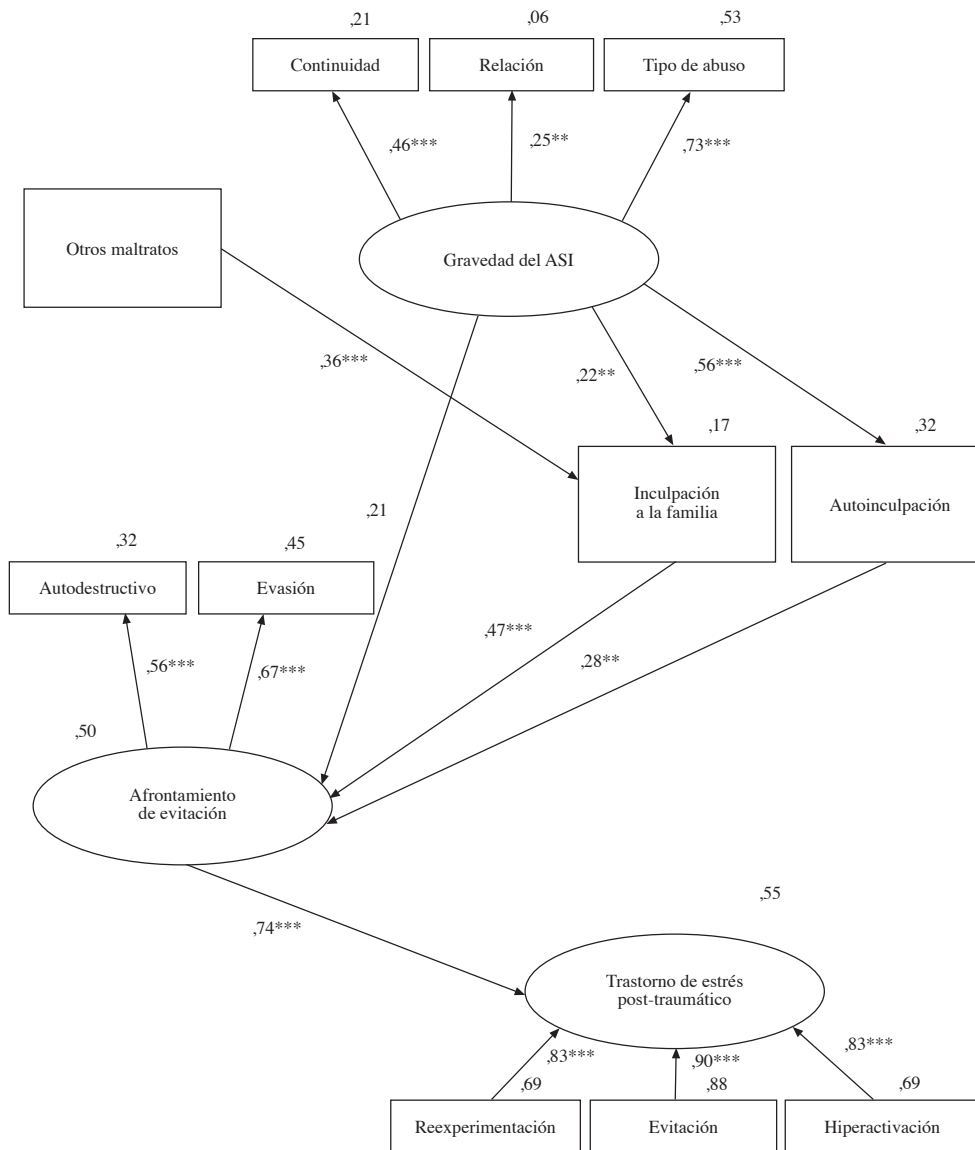 ,21
,06
,53
Continuidad
Relación
Tipo de abuso
,46***
,25**
,73***
Otros maltratos
Gravedad del ASI
,36***
,22**
,56***
,17
,32
Inculpación
a la familia
Autoinculpación
,21
,32
,45
Autodestructivo
Evasión
,56***
,67***
,47***
,28**
,50
Afrontamiento
de evitación
,74***
,55
Trastorno de estrés
post-traumático
,83***
,90***
,83***
,69
,88
,69
Reexperimentación
Evitación
Hiperactivación